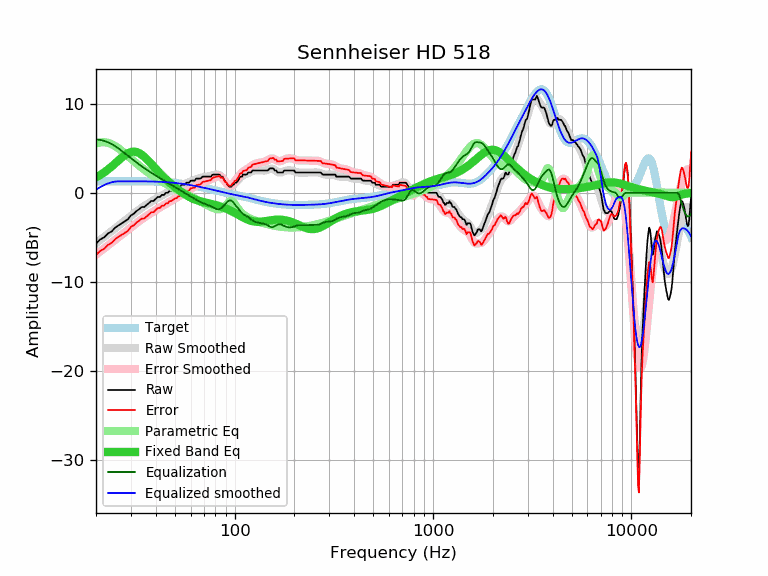 Sennheiser HD 518
Amplitude (dBr)
10
0
−10
−20
−30
Target
Raw Smoothed
Error Smoothed
Raw
Error
Parametric Eq
Fixed Band Eq
Equalization
Equalized smoothed
100
1000
10000
Frequency (Hz)